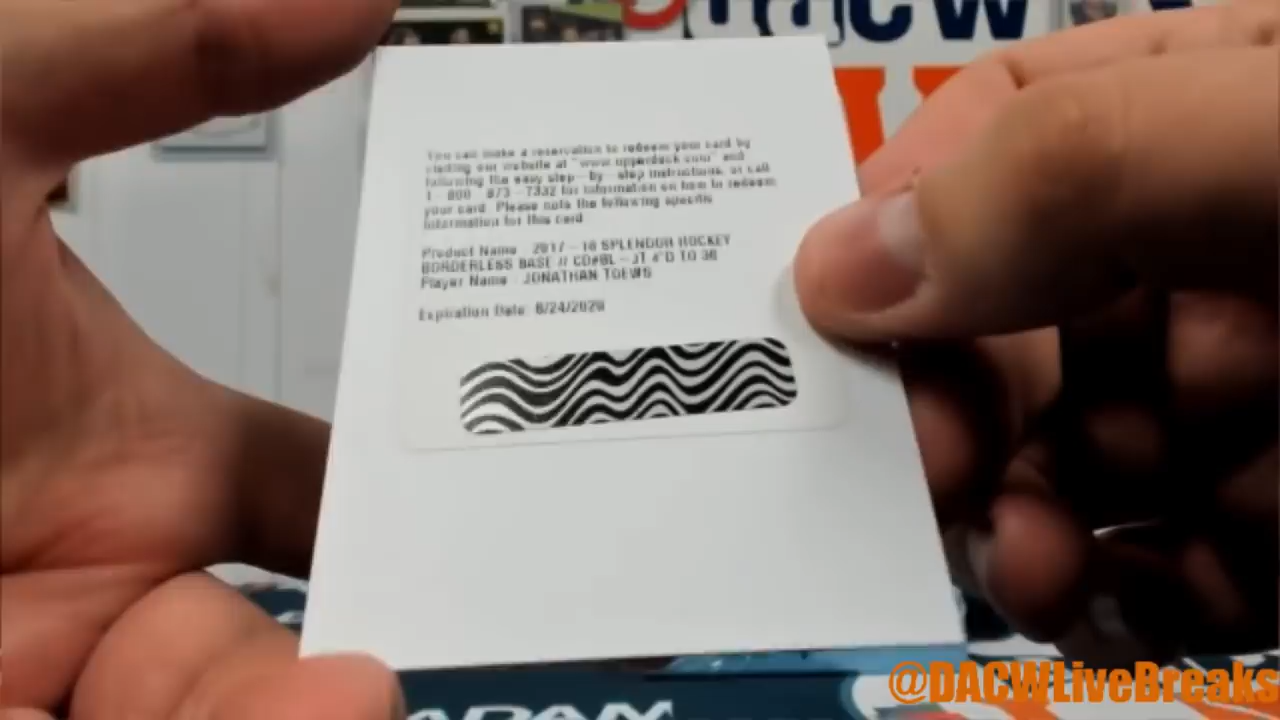 DACW
You can make a reservation to redeem your card by
visiting our website at "www.upperdeck.com" and
following the easy step - by - step instructions, or call
1 - 800 - 873 - 7332 for information on how to redeem
your card. Please note the following specific
information for this card
Product Name : 2017 - 18 SPLENDOR HOCKEY
BORDERLESS BASE // CD#BL - JT #'D TO 36
Player Name : JONATHAN TOEWS
Expiration Date: 6/24/2020
@DACWLiveBreaks